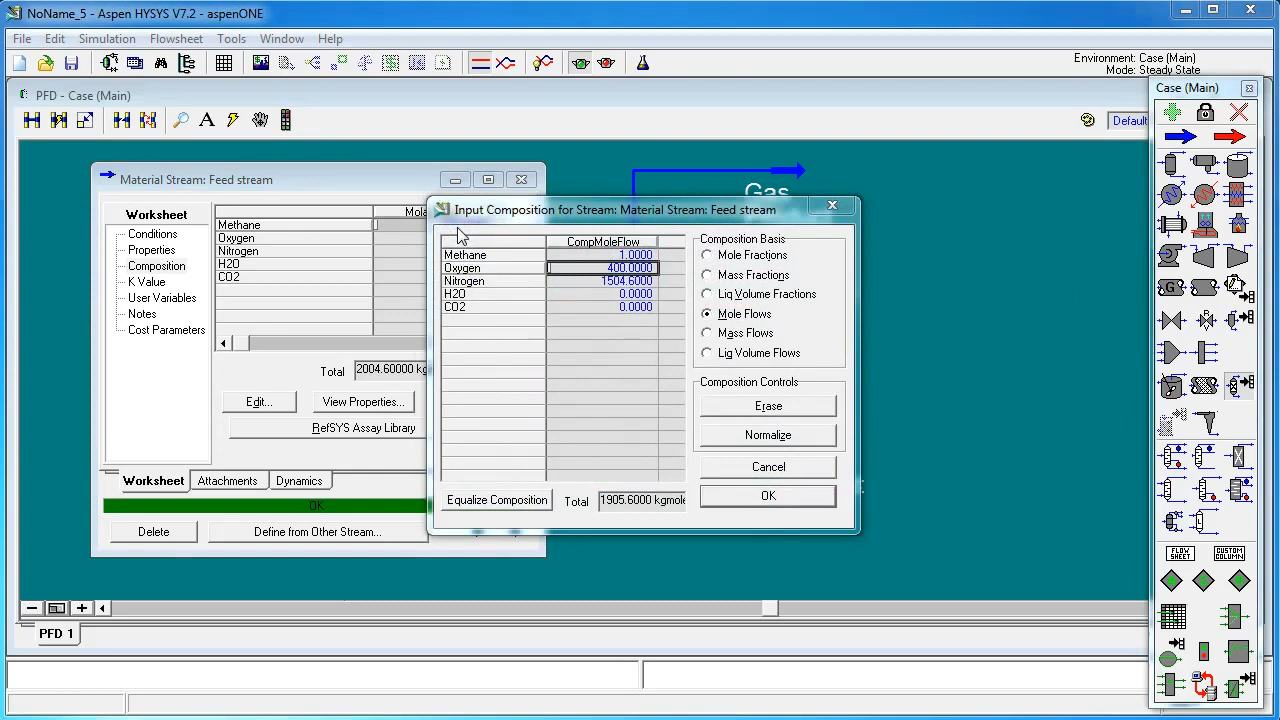 NoName_5 - Aspen HYSYS V7.2 - aspenONE
File Edit Simulation Flowsheet Tools Window Help
Environment: Case (Main)
Mode: Steady State
PFD - Case (Main)
Case (Main)
Default
Gas
Material Stream: Feed stream
Worksheet
Conditions
Properties
Composition
K Value
User Variables
Notes
Cost Parameters
Methane
Oxygen
Nitrogen
H2O
CO2
Total 2004.60000
Edit...
View Properties...
RefSYS Assay Library
Worksheet Attachments Dynamics
OK
Delete
Define from Other Stream...
Input Composition for Stream: Material Stream: Feed stream
CompMoleFlow
Methane 1.0000
Oxygen 400.0000
Nitrogen 1504.6000
H2O 0.0000
CO2 0.0000
Equalize Composition
Total 1905.6000 kgmole
Composition Basis
Mole Fractions
Mass Fractions
Liq Volume Fractions
Mole Flows
Mass Flows
Liq Volume Flows
Composition Controls
Erase
Normalize
Cancel
OK
FLOW
SHEET
CUSTOM
COLUMN
PFD 1